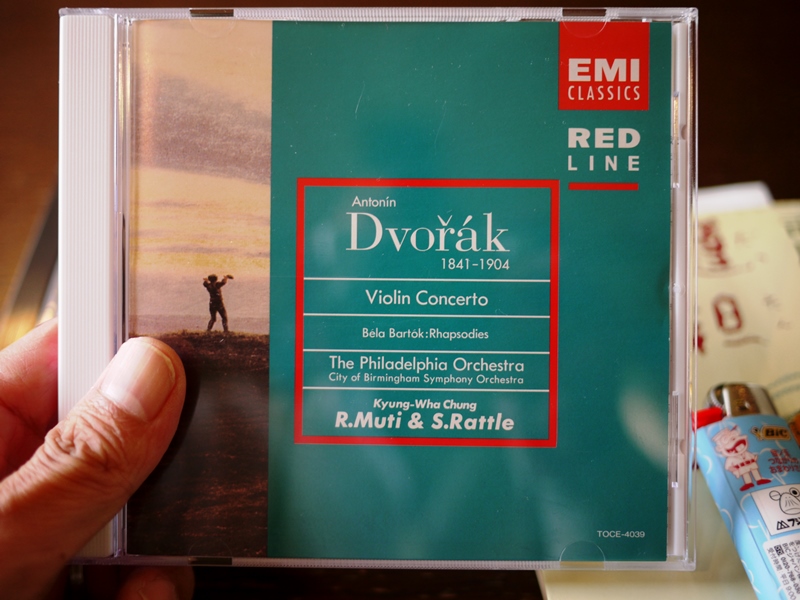 EMI
CLASSICS
RED
LINE
Antonín
Dvořák
1841-1904
Violin Concerto
Béla Bartók:Rhapsodies
The Philadelphia Orchestra
City of Birmingham Symphony Orchestra
Kyung-Wha Chung
R.Muti & S.Rattle
TOCE-4039
BIC